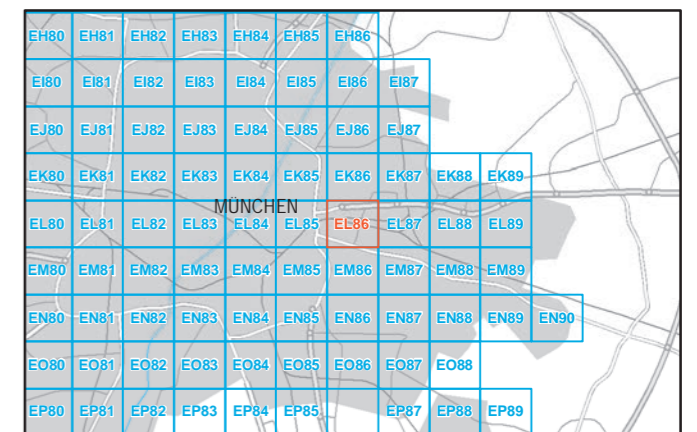 EH80 EH81 EH82 EH83 EH84 EH85 EH86
EI80 EI81 EI82 EI83 EI84 EI85 EI86 EI87
EJ80 EJ81 EJ82 EJ83 EJ84 EJ85 EJ86 EJ87
EK80 EK81 EK82 EK83 EK84 EK85 EK86 EK87 EK88 EK89
MÜNCHEN
EL80 EL81 EL82 EL83 EL84 EL85 EL86 EL87 EL88 EL89
EM80 EM81 EM82 EM83 EM84 EM85 EM86 EM87 EM88 EM89
EN80 EN81 EN82 EN83 EN84 EN85 EN86 EN87 EN88 EN89 EN90
EO80 EO81 EO82 EO83 EO84 EO85 EO86 EO87 EO88
EP80 EP81 EP82 EP83 EP84 EP85 EP87 EP88 EP89